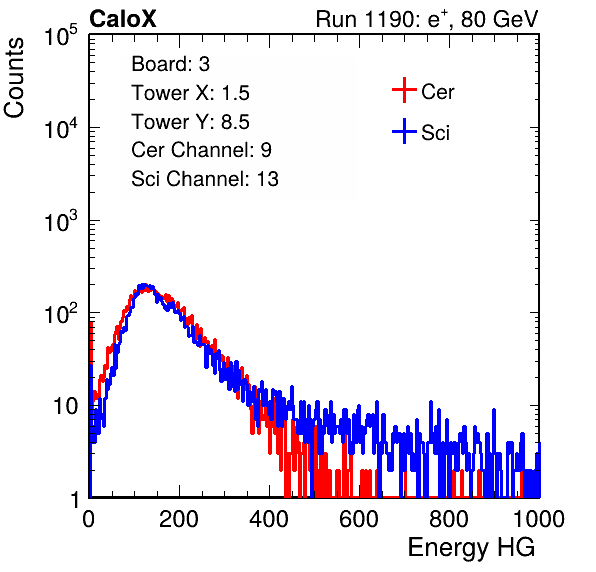 CaloX Run 1190: e⁺, 80 GeV
Counts
10⁵
10⁴
10³
10²
10
1
Board: 3
Tower X: 1.5
Tower Y: 8.5
Cer Channel: 9
Sci Channel: 13
Cer
Sci
0 200 400 600 800 1000
Energy HG